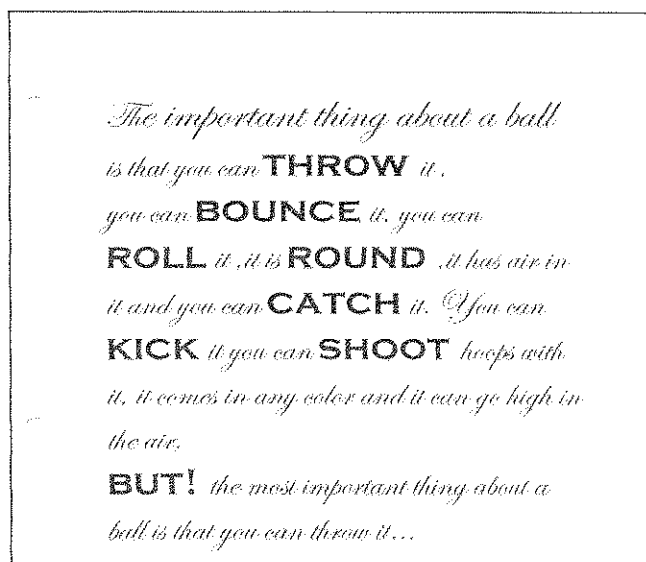 The important thing about a ball
is that you can THROW it ,
you can BOUNCE it, you can
ROLL it ,it is ROUND ,it has air in
it and you can CATCH it. You can
KICK it you can SHOOT hoops with
it, it comes in any color and it can go high in
the air,
BUT! the most important thing about a
ball is that you can throw it...